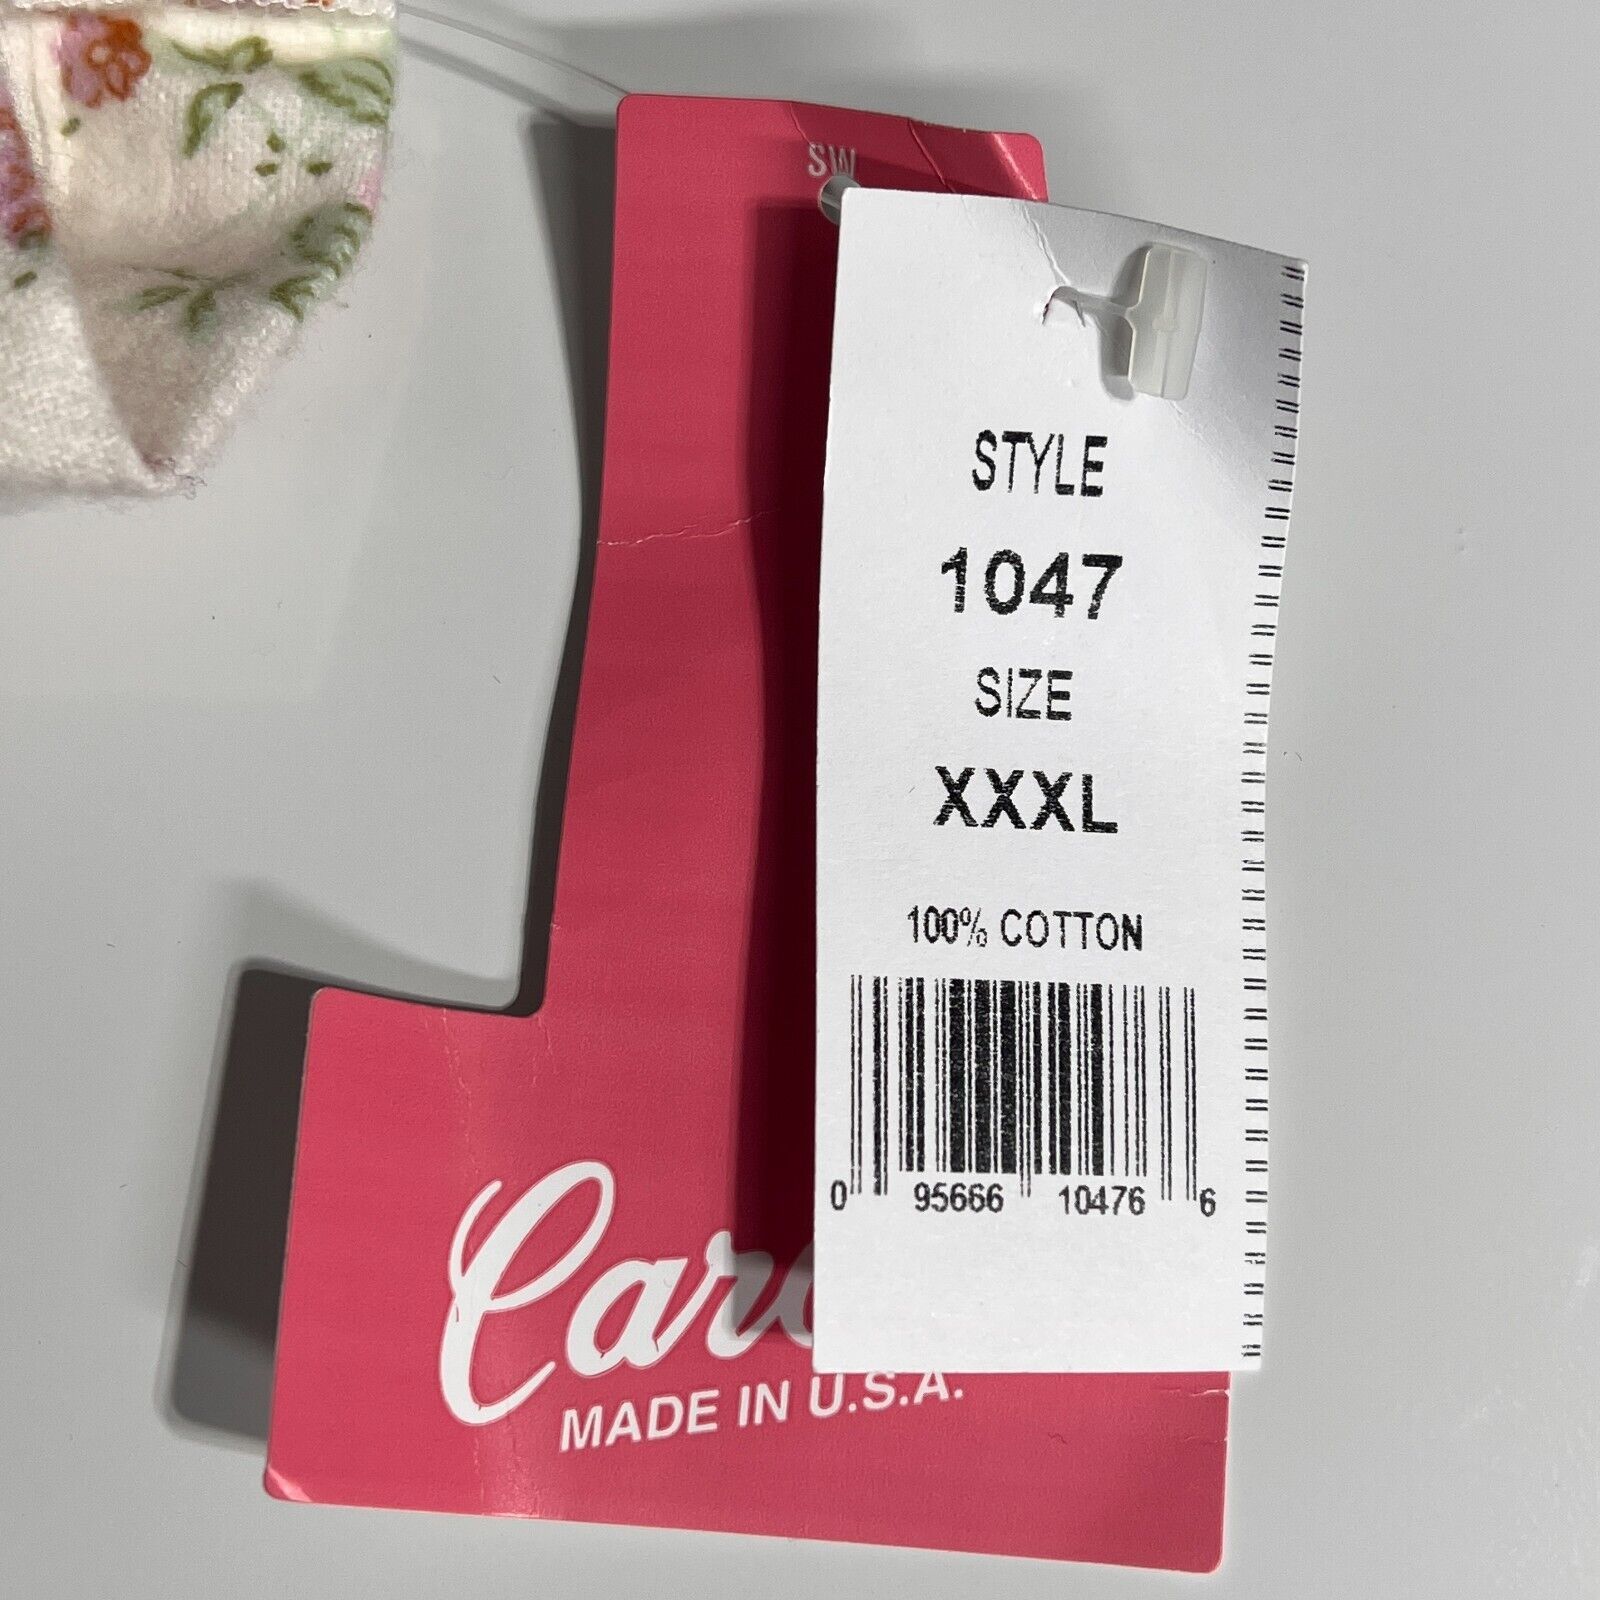 SW
STYLE
1047
SIZE
XXXL
100% COTTON
0 95666 10476 6
MADE IN U.S.A.